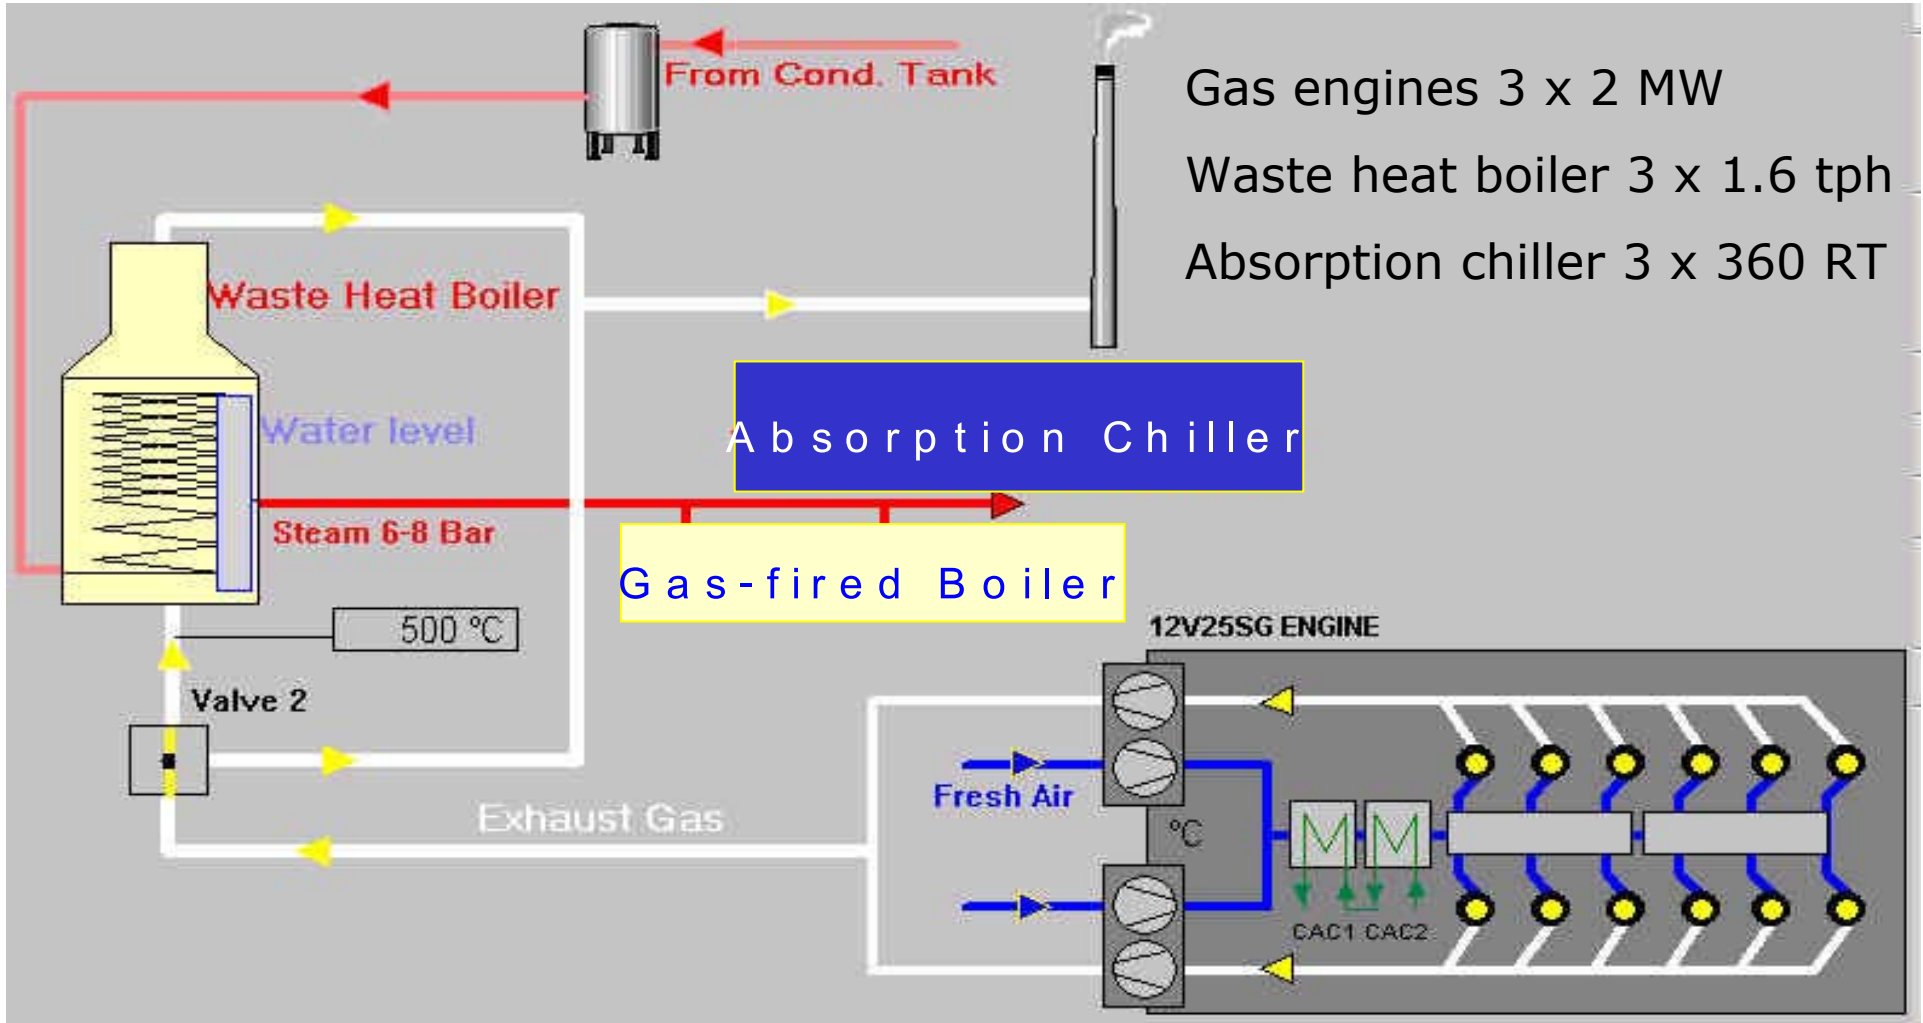 From Cond. Tank
Gas engines 3 x 2 MW
Waste heat boiler 3 x 1.6 tph
Absorption chiller 3 x 360 RT
Waste Heat Boiler
Water level
Absorption Chiller
Steam 6-8 Bar
Gas-fired Boiler
500 ºC
12V25SG ENGINE
Valve 2
Fresh Air
Exhaust Gas
ºC
CAC1 CAC2